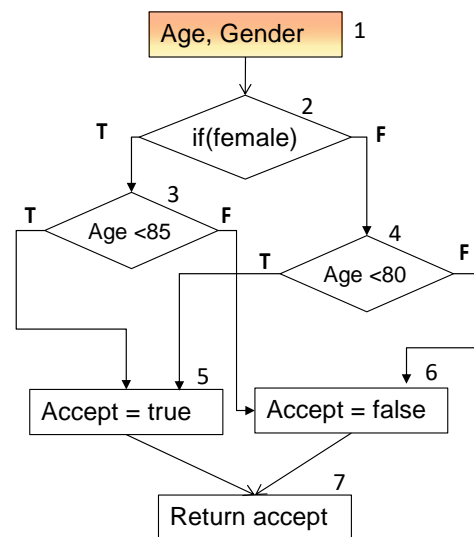 Age, Gender 1
2
T if(female) F
3
T Age <85 F
4
T Age <80 F
5
Accept = true
6
Accept = false
7
Return accept